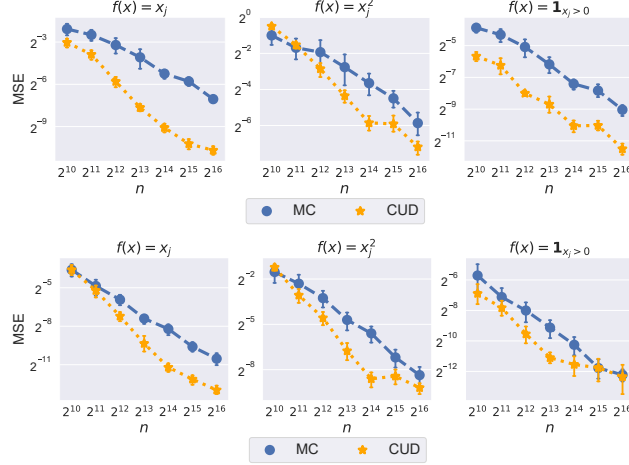 f(x) = x_j
f(x) = x_j^2
f(x) = 1_{x_j>0}
MSE
2^{-3}
2^{-6}
2^{-9}
2^{10} 2^{11} 2^{12} 2^{13} 2^{14} 2^{15} 2^{16}
n
2^0
2^{-2}
2^{-4}
2^{-6}
2^{10} 2^{11} 2^{12} 2^{13} 2^{14} 2^{15} 2^{16}
n
2^{-5}
2^{-7}
2^{-9}
2^{-11}
2^{10} 2^{11} 2^{12} 2^{13} 2^{14} 2^{15} 2^{16}
n
MC CUD
f(x) = x_j
f(x) = x_j^2
f(x) = 1_{x_j>0}
MSE
2^{-5}
2^{-8}
2^{-11}
2^{10} 2^{11} 2^{12} 2^{13} 2^{14} 2^{15} 2^{16}
n
2^{-2}
2^{-8}
2^{10} 2^{11} 2^{12} 2^{13} 2^{14} 2^{15} 2^{16}
n
2^{-6}
2^{-8}
2^{-10}
2^{-12}
2^{10} 2^{11} 2^{12} 2^{13} 2^{14} 2^{15} 2^{16}
n
MC CUD